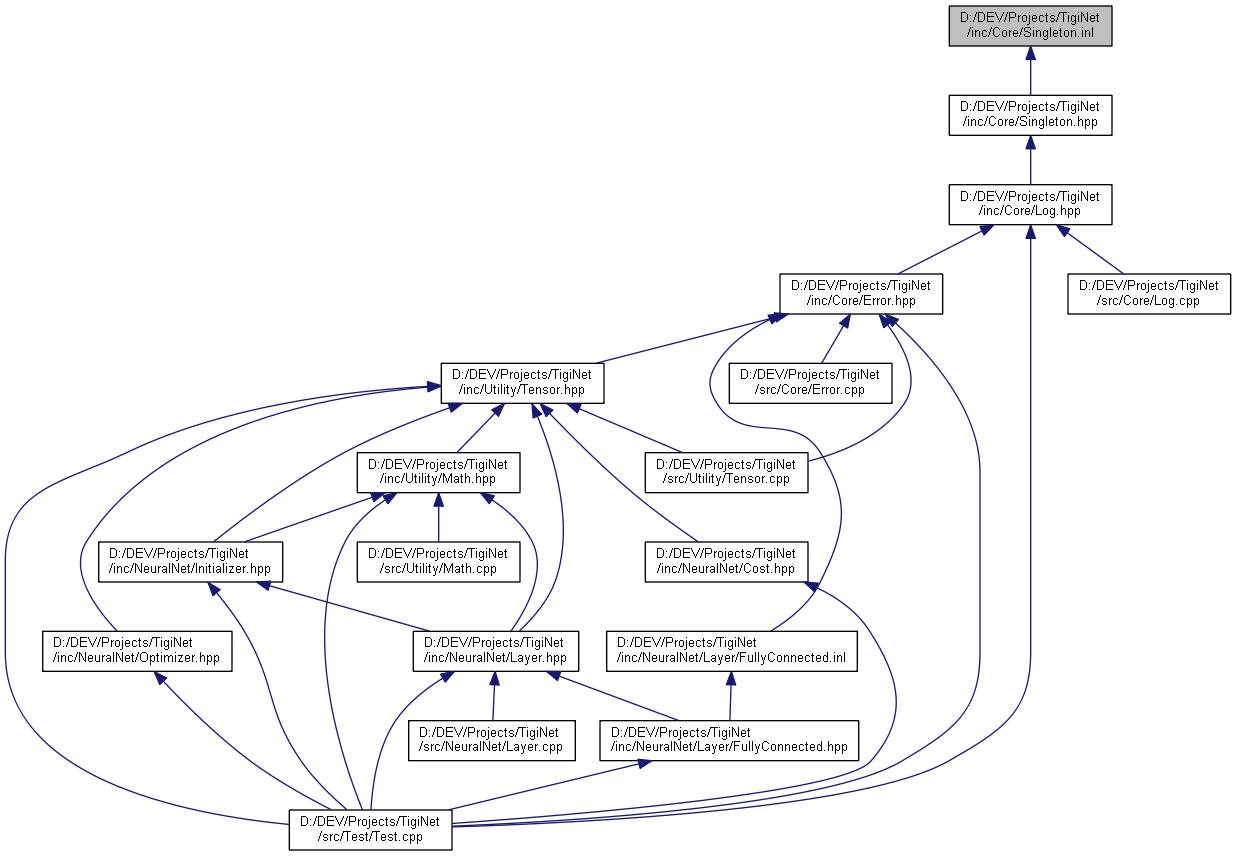 D:/DEV/Projects/TigiNet
/inc/Core/Singleton.inl
D:/DEV/Projects/TigiNet
/inc/Core/Singleton.hpp
D:/DEV/Projects/TigiNet
/inc/Core/Log.hpp
D:/DEV/Projects/TigiNet
/inc/Core/Error.hpp
D:/DEV/Projects/TigiNet
/src/Core/Log.cpp
D:/DEV/Projects/TigiNet
/inc/Utility/Tensor.hpp
D:/DEV/Projects/TigiNet
/src/Core/Error.cpp
D:/DEV/Projects/TigiNet
/inc/Utility/Math.hpp
D:/DEV/Projects/TigiNet
/src/Utility/Tensor.cpp
D:/DEV/Projects/TigiNet
/inc/NeuralNet/Initializer.hpp
D:/DEV/Projects/TigiNet
/src/Utility/Math.cpp
D:/DEV/Projects/TigiNet
/inc/NeuralNet/Cost.hpp
D:/DEV/Projects/TigiNet
/inc/NeuralNet/Optimizer.hpp
D:/DEV/Projects/TigiNet
/inc/NeuralNet/Layer.hpp
D:/DEV/Projects/TigiNet
/inc/NeuralNet/Layer/FullyConnected.inl
D:/DEV/Projects/TigiNet
/src/NeuralNet/Layer.cpp
D:/DEV/Projects/TigiNet
/inc/NeuralNet/Layer/FullyConnected.hpp
D:/DEV/Projects/TigiNet
/src/Test/Test.cpp